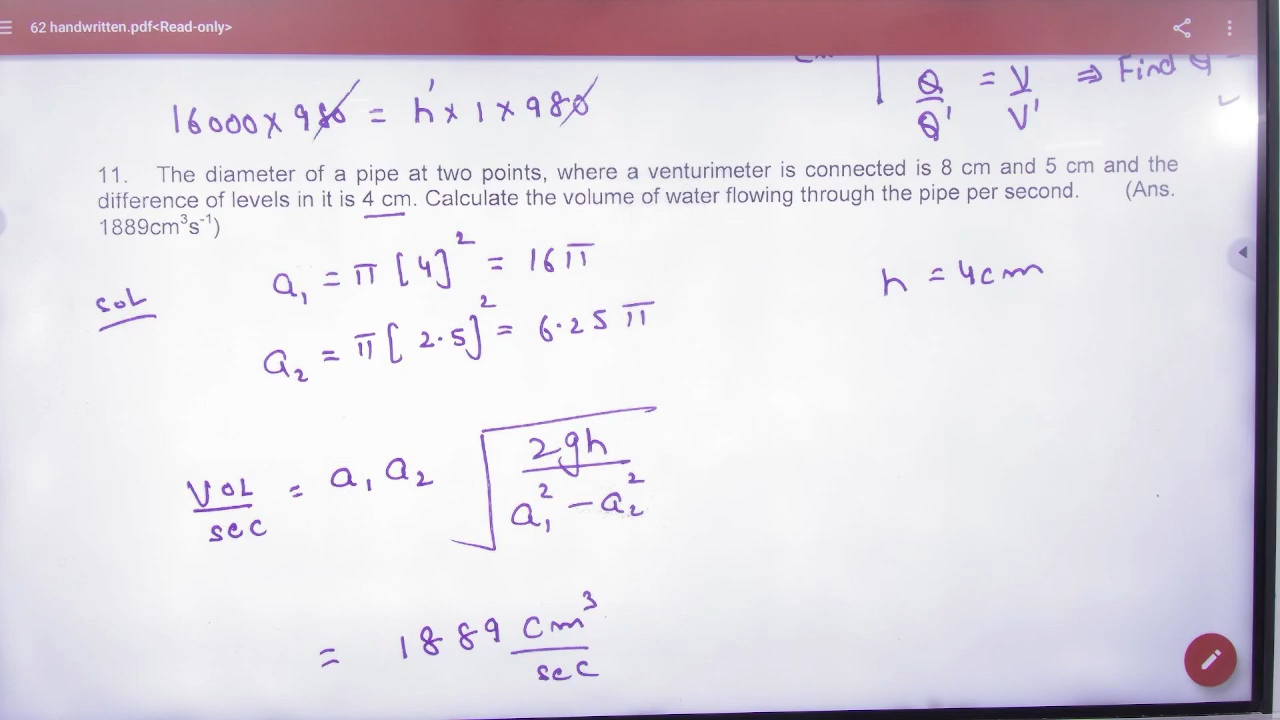 62 handwritten.pdf<Read-only>
16000 x 980 = h' x 1 x 980
Q/Q' = V/V' ⇒ Find
11. The diameter of a pipe at two points, where a venturimeter is connected is 8 cm and 5 cm and the
difference of levels in it is 4 cm. Calculate the volume of water flowing through the pipe per second. (Ans.
1889cm³s⁻¹)
Sol
a₁ = π [4]² = 16π
h = 4cm
a₂ = π [2.5]² = 6.25 π
VOL/sec = a₁ a₂ √(2gh/(a₁² - a₂²))
= 1889 cm³/sec